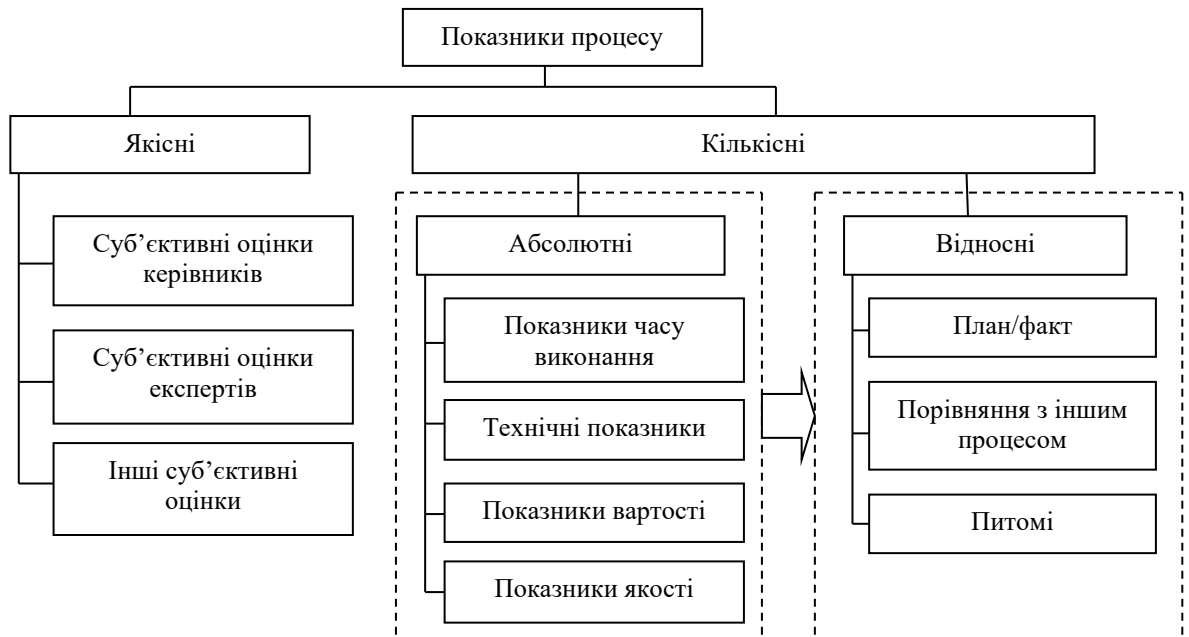 Показники процесу
Якісні
Кількісні
Суб’єктивні оцінки
керівників
Суб’єктивні оцінки
експертів
Інші суб’єктивні
оцінки
Абсолютні
Показники часу
виконання
Технічні показники
Показники вартості
Показники якості
Відносні
План/факт
Порівняння з іншим
процесом
Питомі